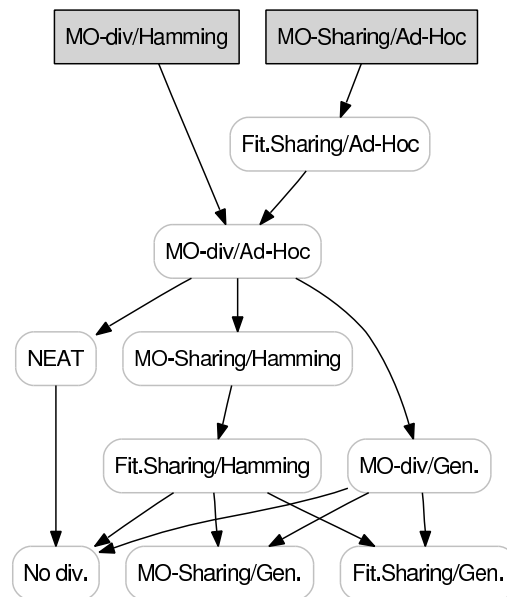 MO-div/Hamming
MO-Sharing/Ad-Hoc
Fit.Sharing/Ad-Hoc
MO-div/Ad-Hoc
NEAT
MO-Sharing/Hamming
Fit.Sharing/Hamming
MO-div/Gen.
No div.
MO-Sharing/Gen.
Fit.Sharing/Gen.